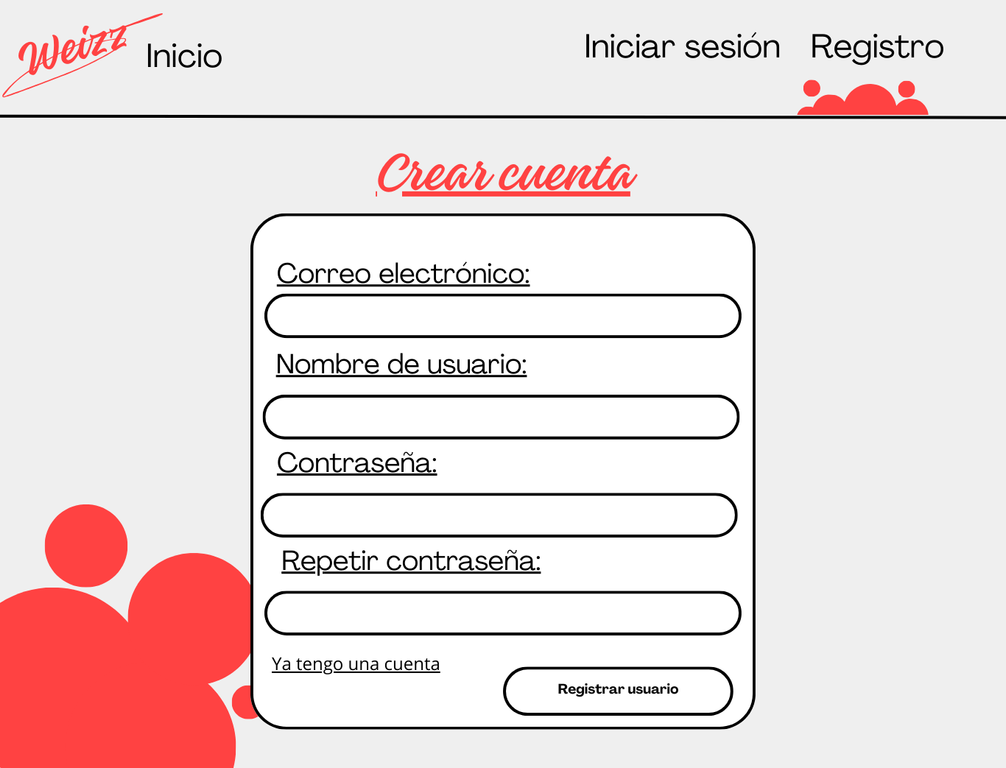 Weizz
Inicio
Iniciar sesión
Registro
Crear cuenta
Correo electrónico:
Nombre de usuario:
Contraseña:
Repetir contraseña:
Ya tengo una cuenta
Registrar usuario